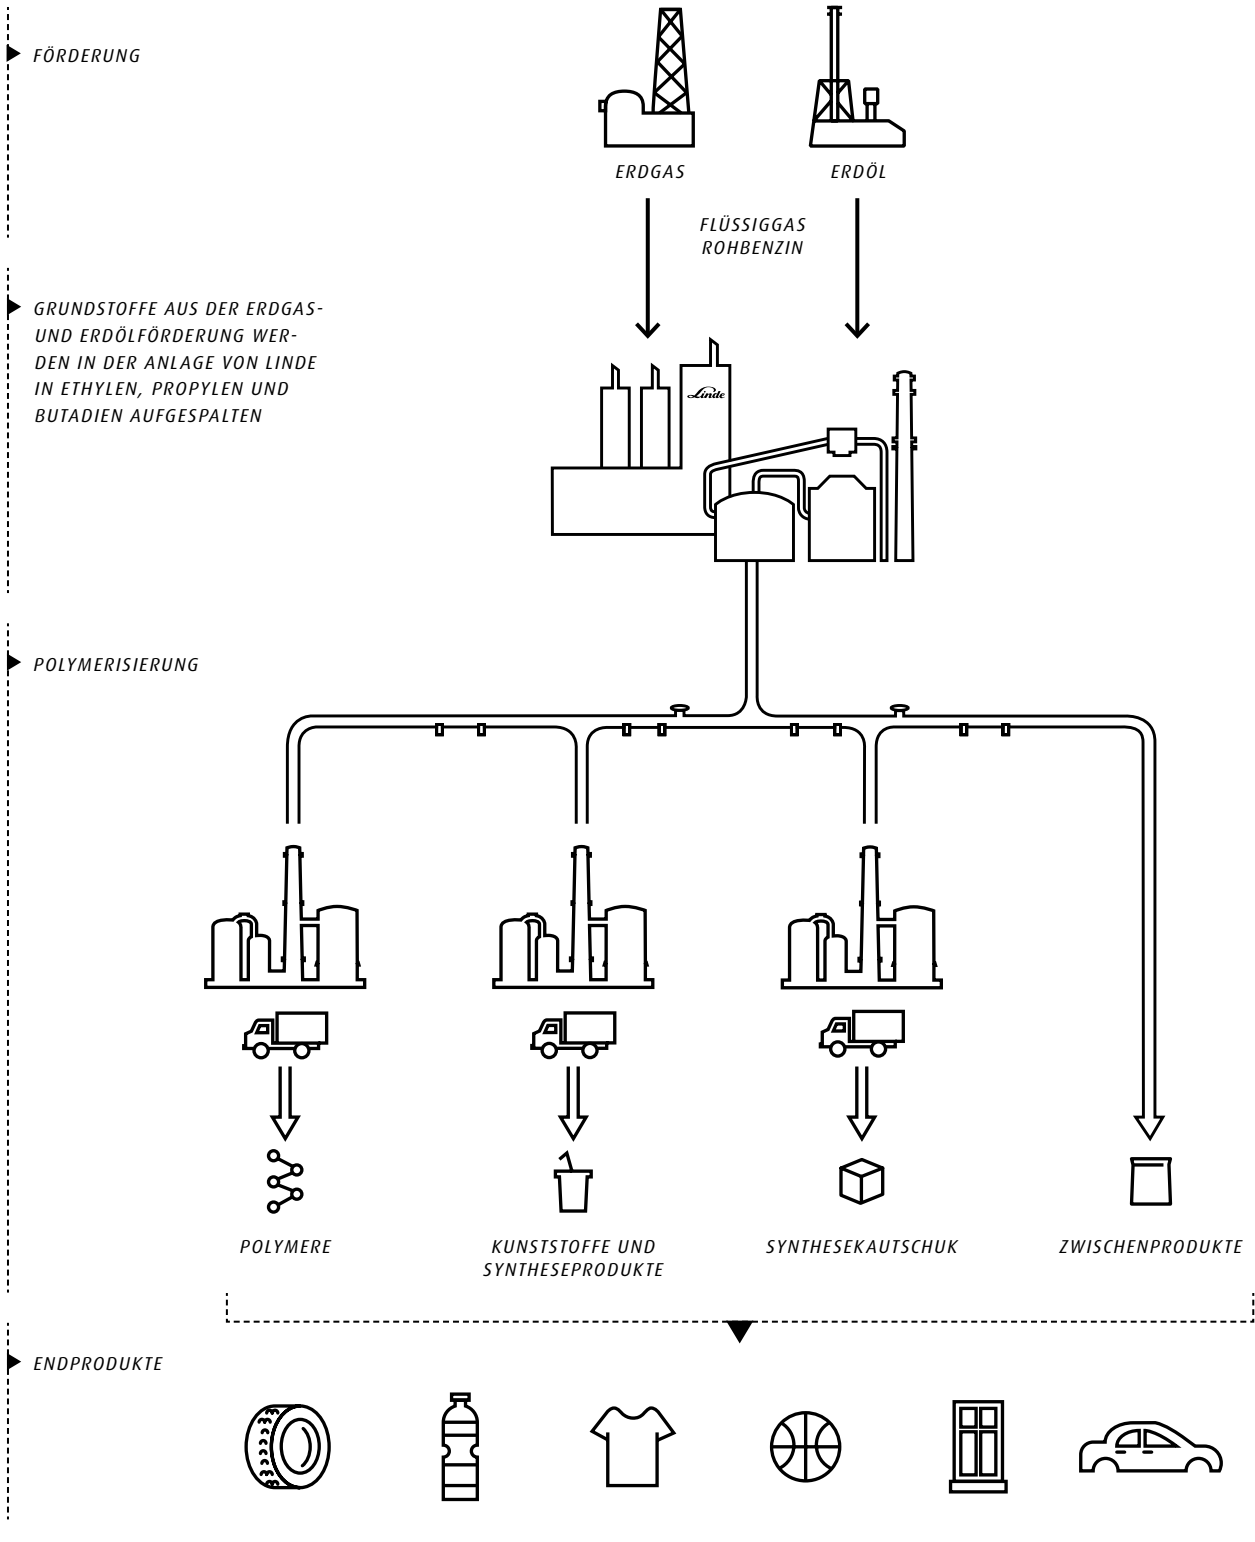 FÖRDERUNG
ERDGAS
ERDÖL
FLÜSSIGGAS
ROHBENZIN
GRUNDSTOFFE AUS DER ERDGAS-
UND ERDÖLFÖRDERUNG WER-
DEN IN DER ANLAGE VON LINDE
IN ETHYLEN, PROPYLEN UND
BUTADIEN AUFGESPALTEN
Linde
POLYMERISIERUNG
POLYMERE
KUNSTSTOFFE UND
SYNTHESEPRODUKTE
SYNTHESEKAUTSCHUK
ZWISCHENPRODUKTE
ENDPRODUKTE